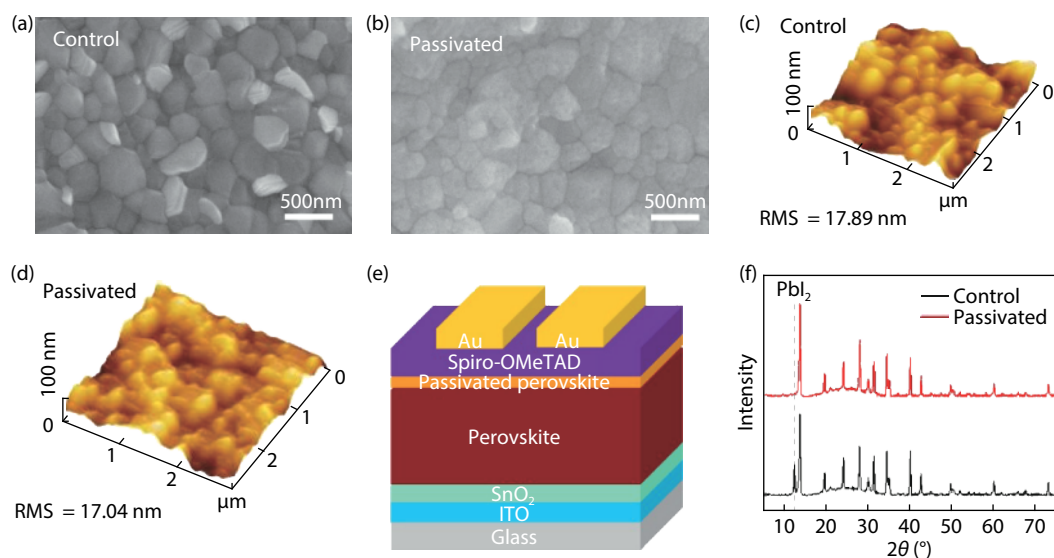 (a)
Control
500nm
(b)
Passivated
500nm
(c)
100 nm
0
1
2
μm
0
1
2
RMS = 17.89 nm
(d)
Passivated
100 nm
0
1
2
μm
0
1
2
RMS = 17.04 nm
(e)
Au Au
Spiro-OMeTAD
Passivated perovskite
Perovskite
SnO₂
ITO
Glass
(f)
PbI₂
Control
Passivated
Intensity
10 20 30 40 50 60 70
2θ (°)